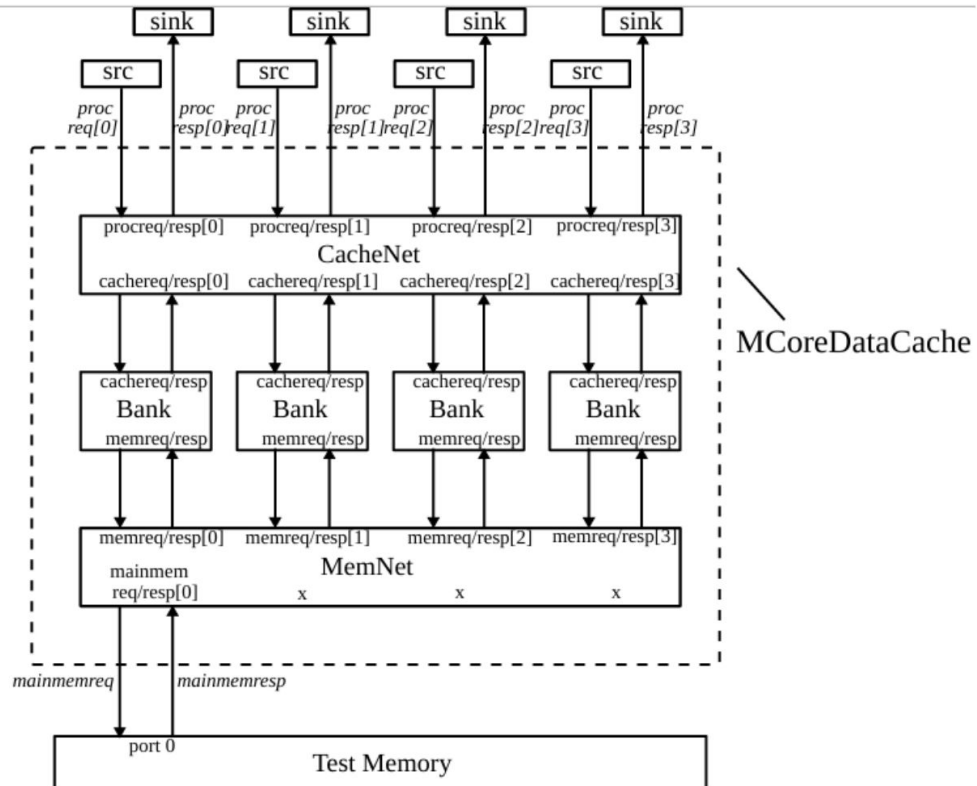 sink sink sink sink
src src src src
proc proc proc proc proc proc proc proc
req[0] resp[0] req[1] resp[1] req[2] resp[2] req[3] resp[3]
procreq/resp[0] procreq/resp[1] procreq/resp[2] procreq/resp[3]
CacheNet
cachereq/resp[0] cachereq/resp[1] cachereq/resp[2] cachereq/resp[3]
MCoreDataCache
cachereq/resp cachereq/resp cachereq/resp cachereq/resp
Bank Bank Bank Bank
memreq/resp memreq/resp memreq/resp memreq/resp
memreq/resp[0] memreq/resp[1] memreq/resp[2] memreq/resp[3]
MemNet
mainmem
req/resp[0] x x x
mainmemreq mainmemresp
port 0
Test Memory